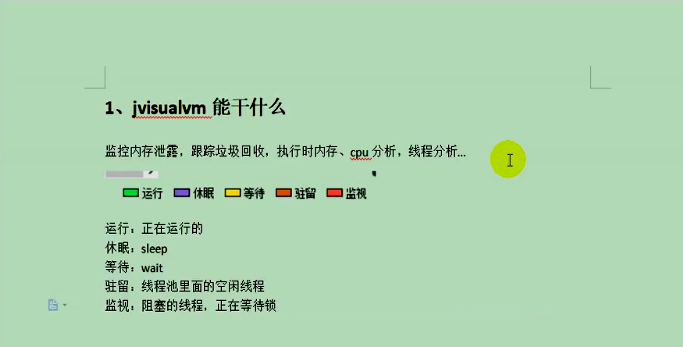 1、jvisualvm 能干什么
监控内存泄露，跟踪垃圾回收，执行时内存、cpu 分析，线程分析...
运行 休眠 等待 驻留 监视
运行：正在运行的
休眠：sleep
等待：wait
驻留：线程池里面的空闲线程
监视：阻塞的线程，正在等待锁